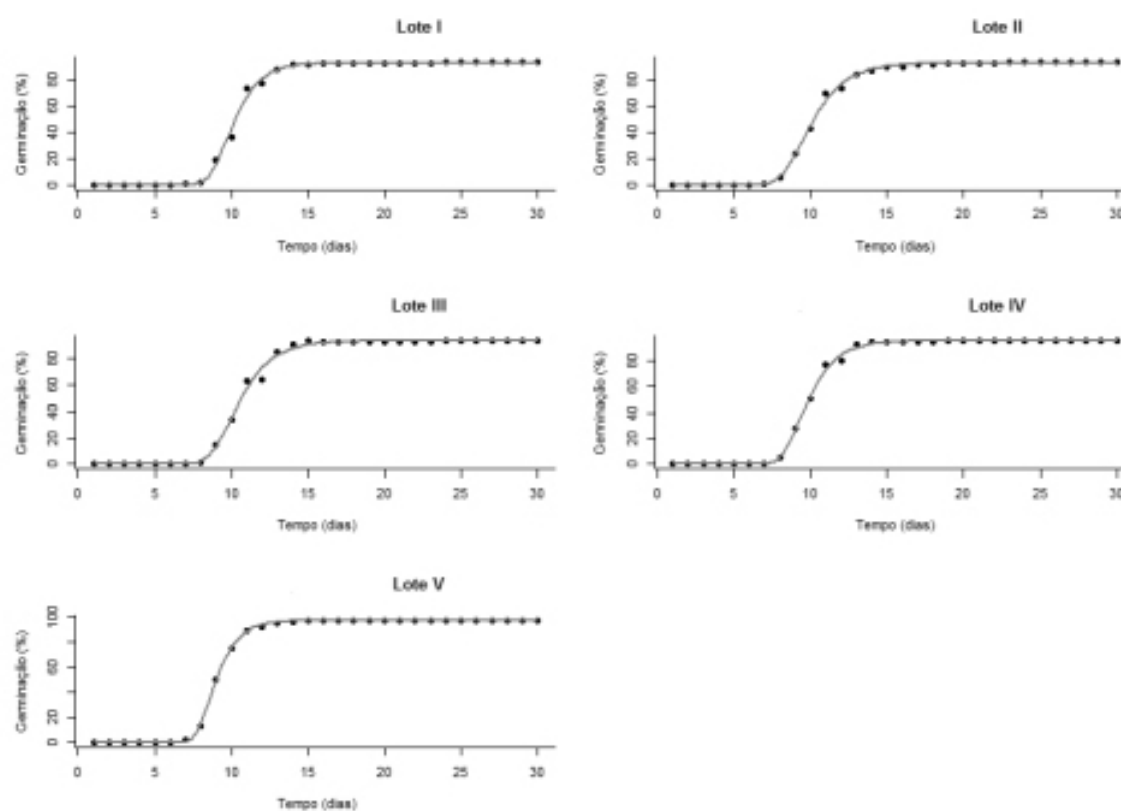 Lote I
Germinação (%)
0 20 40 60 80
0 5 10 15 20 25 30
Tempo (dias)
Lote II
Germinação (%)
0 20 40 60 80
0 5 10 15 20 25 30
Tempo (dias)
Lote III
Germinação (%)
0 20 40 60 80
0 5 10 15 20 25 30
Tempo (dias)
Lote IV
Germinação (%)
0 20 40 60 80
0 5 10 15 20 25 30
Tempo (dias)
Lote V
Germinação (%)
0 20 60 100
0 5 10 15 20 25 30
Tempo (dias)